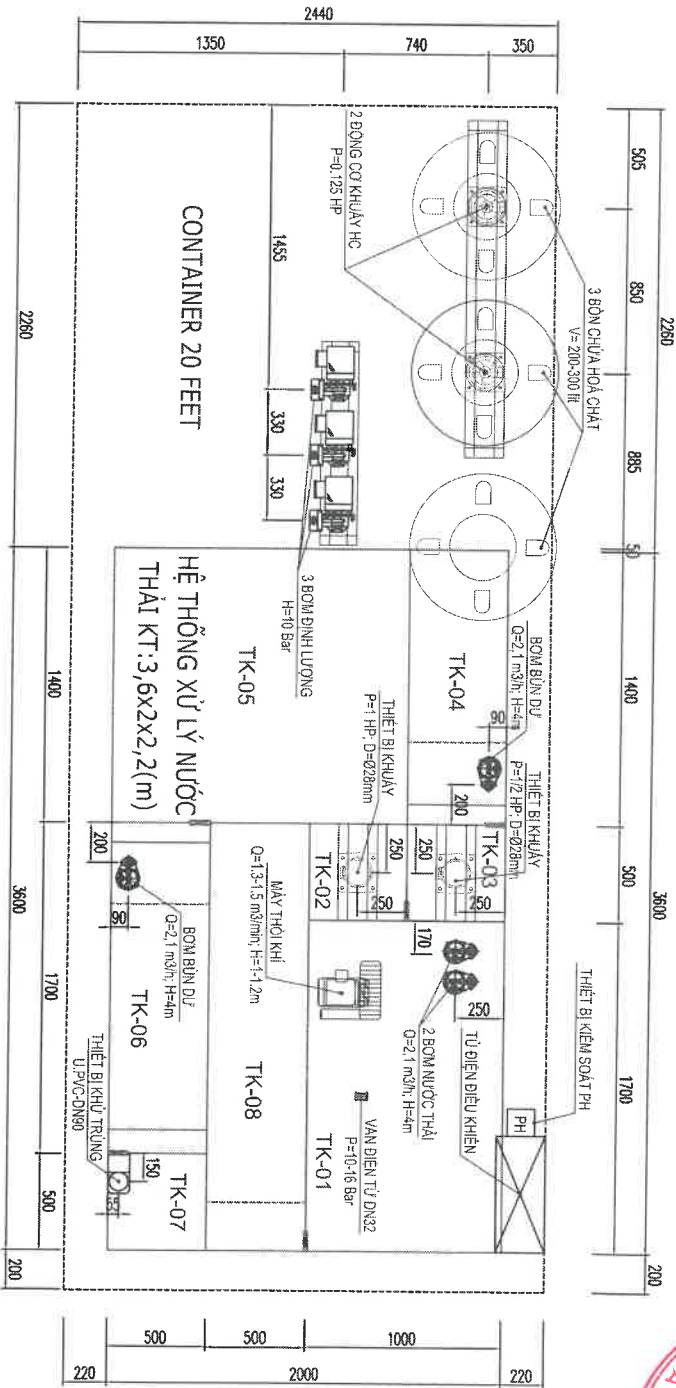 2440
1350
740
350
505
850
2260
885
50
1400
500
3600
1700
200
3 BỒN CHỨA HOÁ CHẤT
V= 200-300 lít
2 ĐỘNG CƠ KHUẤY HC
P=0.125 HP
CONTAINER 20 FEET
1455
330
330
3 BƠM ĐỊNH LƯỢNG
H=10 Bar
HỆ THỐNG XỬ LÝ NƯỚC
THẢI KT:3,6x2x2,2(m)
TK-05
TK-04
BƠM BÙN DƯ
Q=2,1 m3/h; H=4m
90
200
THIẾT BỊ KHUẤY
P=1/2 HP; D=Ø28mm
THIẾT BỊ KHUẤY
P=1 HP; D=Ø28mm
TK-03
250
250
250
250
TK-02
170
250
2 BƠM NƯỚC THẢI
Q=2,1 m3/h; H=4m
TỦ ĐIỆN ĐIỀU KHIỂN
THIẾT BỊ KIỂM SOÁT PH
PH
MÁY THỔI KHÍ
Q=1.3-1.5 m3/min; H=1-1.2m
VAN ĐIỆN TỪ DN32
P=10-16 Bar
TK-01
TK-08
200
90
BƠM BÙN DƯ
Q=2,1 m3/h; H=4m
TK-06
THIẾT BỊ KHỬ TRÙNG
U.PVC-DN90
150
55
TK-07
2260
1400
1700
3600
500
200
220
500
500
2000
1000
220